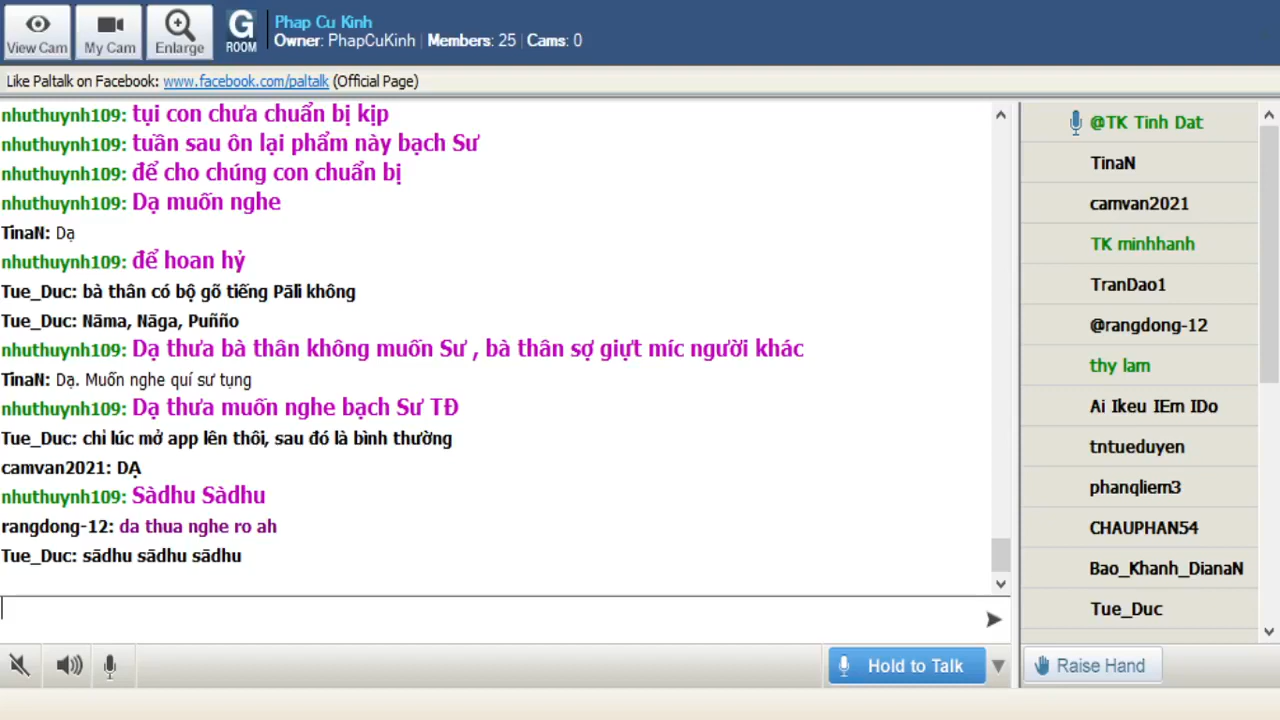 View Cam
My Cam
Enlarge
G
ROOM
Phap Cu Kinh
Owner: PhapCuKinh | Members: 25 | Cams: 0
Like Paltalk on Facebook: www.facebook.com/paltalk (Official Page)
nhuthuynh109: tụi con chưa chuẩn bị kịp
nhuthuynh109: tuần sau ôn lại phẩm này bạch Sư
nhuthuynh109: để cho chúng con chuẩn bị
nhuthuynh109: Dạ muốn nghe
TinaN: Dạ
nhuthuynh109: để hoan hỷ
Tue_Duc: bà thân có bộ gõ tiếng Pāli không
Tue_Duc: Nāma, Nāga, Puñño
nhuthuynh109: Dạ thưa bà thân không muốn Sư , bà thân sợ giựt míc người khác
TinaN: Dạ. Muốn nghe quí sư tụng
nhuthuynh109: Dạ thưa muốn nghe bạch Sư TĐ
Tue_Duc: chỉ lúc mở app lên thôi, sau đó là bình thường
camvan2021: DẠ
nhuthuynh109: Sàdhu Sàdhu
rangdong-12: da thua nghe ro ah
Tue_Duc: sādhu sādhu sādhu
Hold to Talk
@TK Tinh Dat
TinaN
camvan2021
TK minhhanh
TranDao1
@rangdong-12
thy lam
Ai Ikeu IEm IDo
tntueduyen
phanqliem3
CHAUPHAN54
Bao_Khanh_DianaN
Tue_Duc
Raise Hand